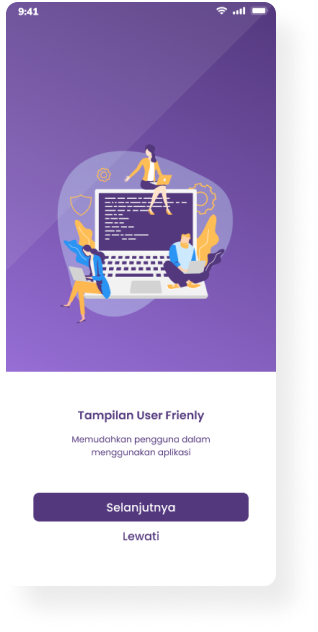 9:41
Tampilan User Frienly
Memudahkan pengguna dalam
menggunakan aplikasi
Selanjutnya
Lewati